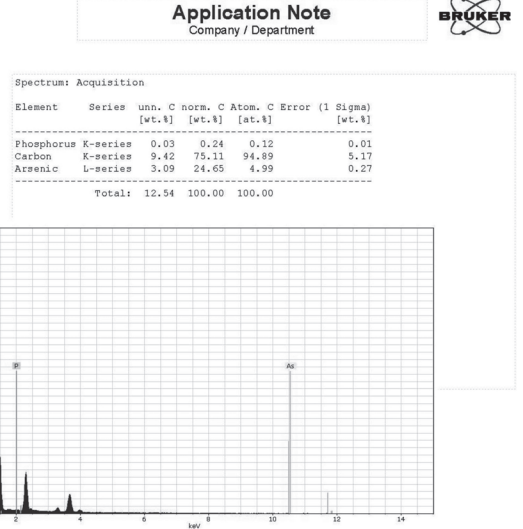 Application Note
Company / Department
BRUKER
Spectrum: Acquisition
Element Series unn. C norm. C Atom. C Error (1 Sigma)
[wt.%] [wt.%] [at.%] [wt.%]
Phosphorus K-series 0.03 0.24 0.12 0.01
Carbon K-series 9.42 75.11 94.89 5.17
Arsenic L-series 3.09 24.65 4.99 0.27
Total: 12.54 100.00 100.00
P
As
2 4 6 8 10 12 14
keV